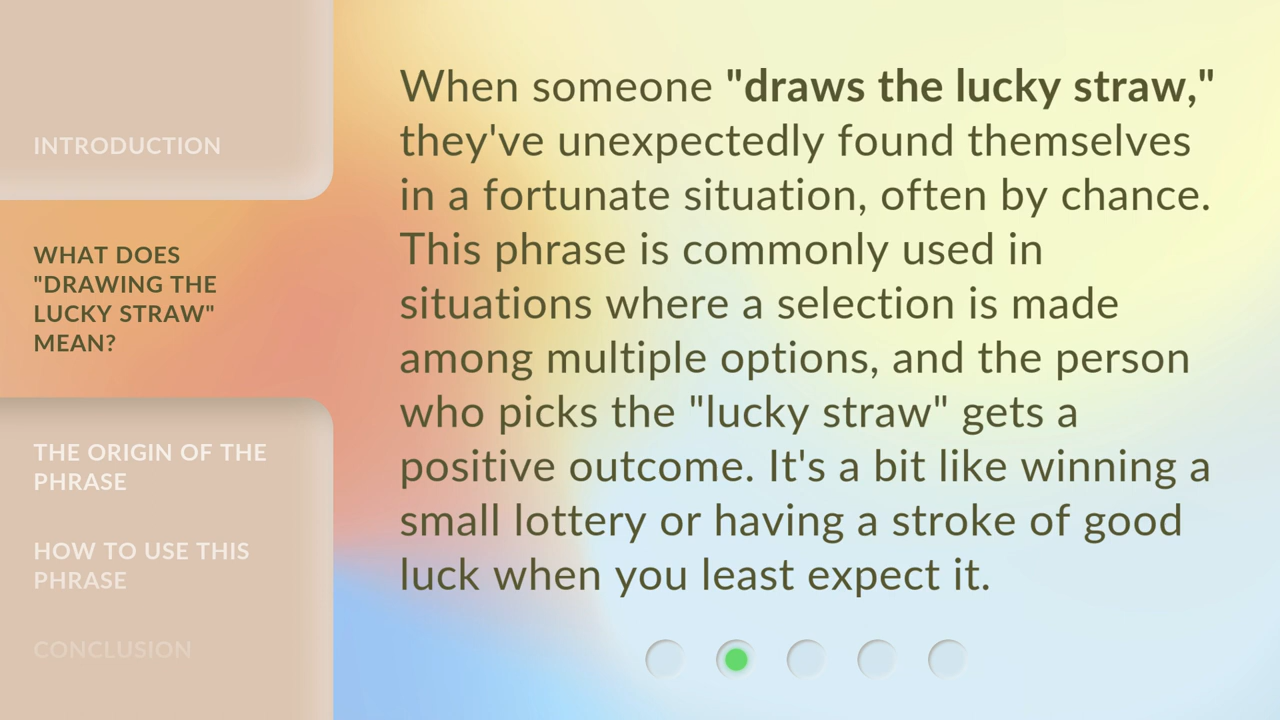 INTRODUCTION
WHAT DOES
"DRAWING THE
LUCKY STRAW"
MEAN?
THE ORIGIN OF THE
PHRASE
HOW TO USE THIS
PHRASE
CONCLUSION
When someone "draws the lucky straw,"
they've unexpectedly found themselves
in a fortunate situation, often by chance.
This phrase is commonly used in
situations where a selection is made
among multiple options, and the person
who picks the "lucky straw" gets a
positive outcome. It's a bit like winning a
small lottery or having a stroke of good
luck when you least expect it.